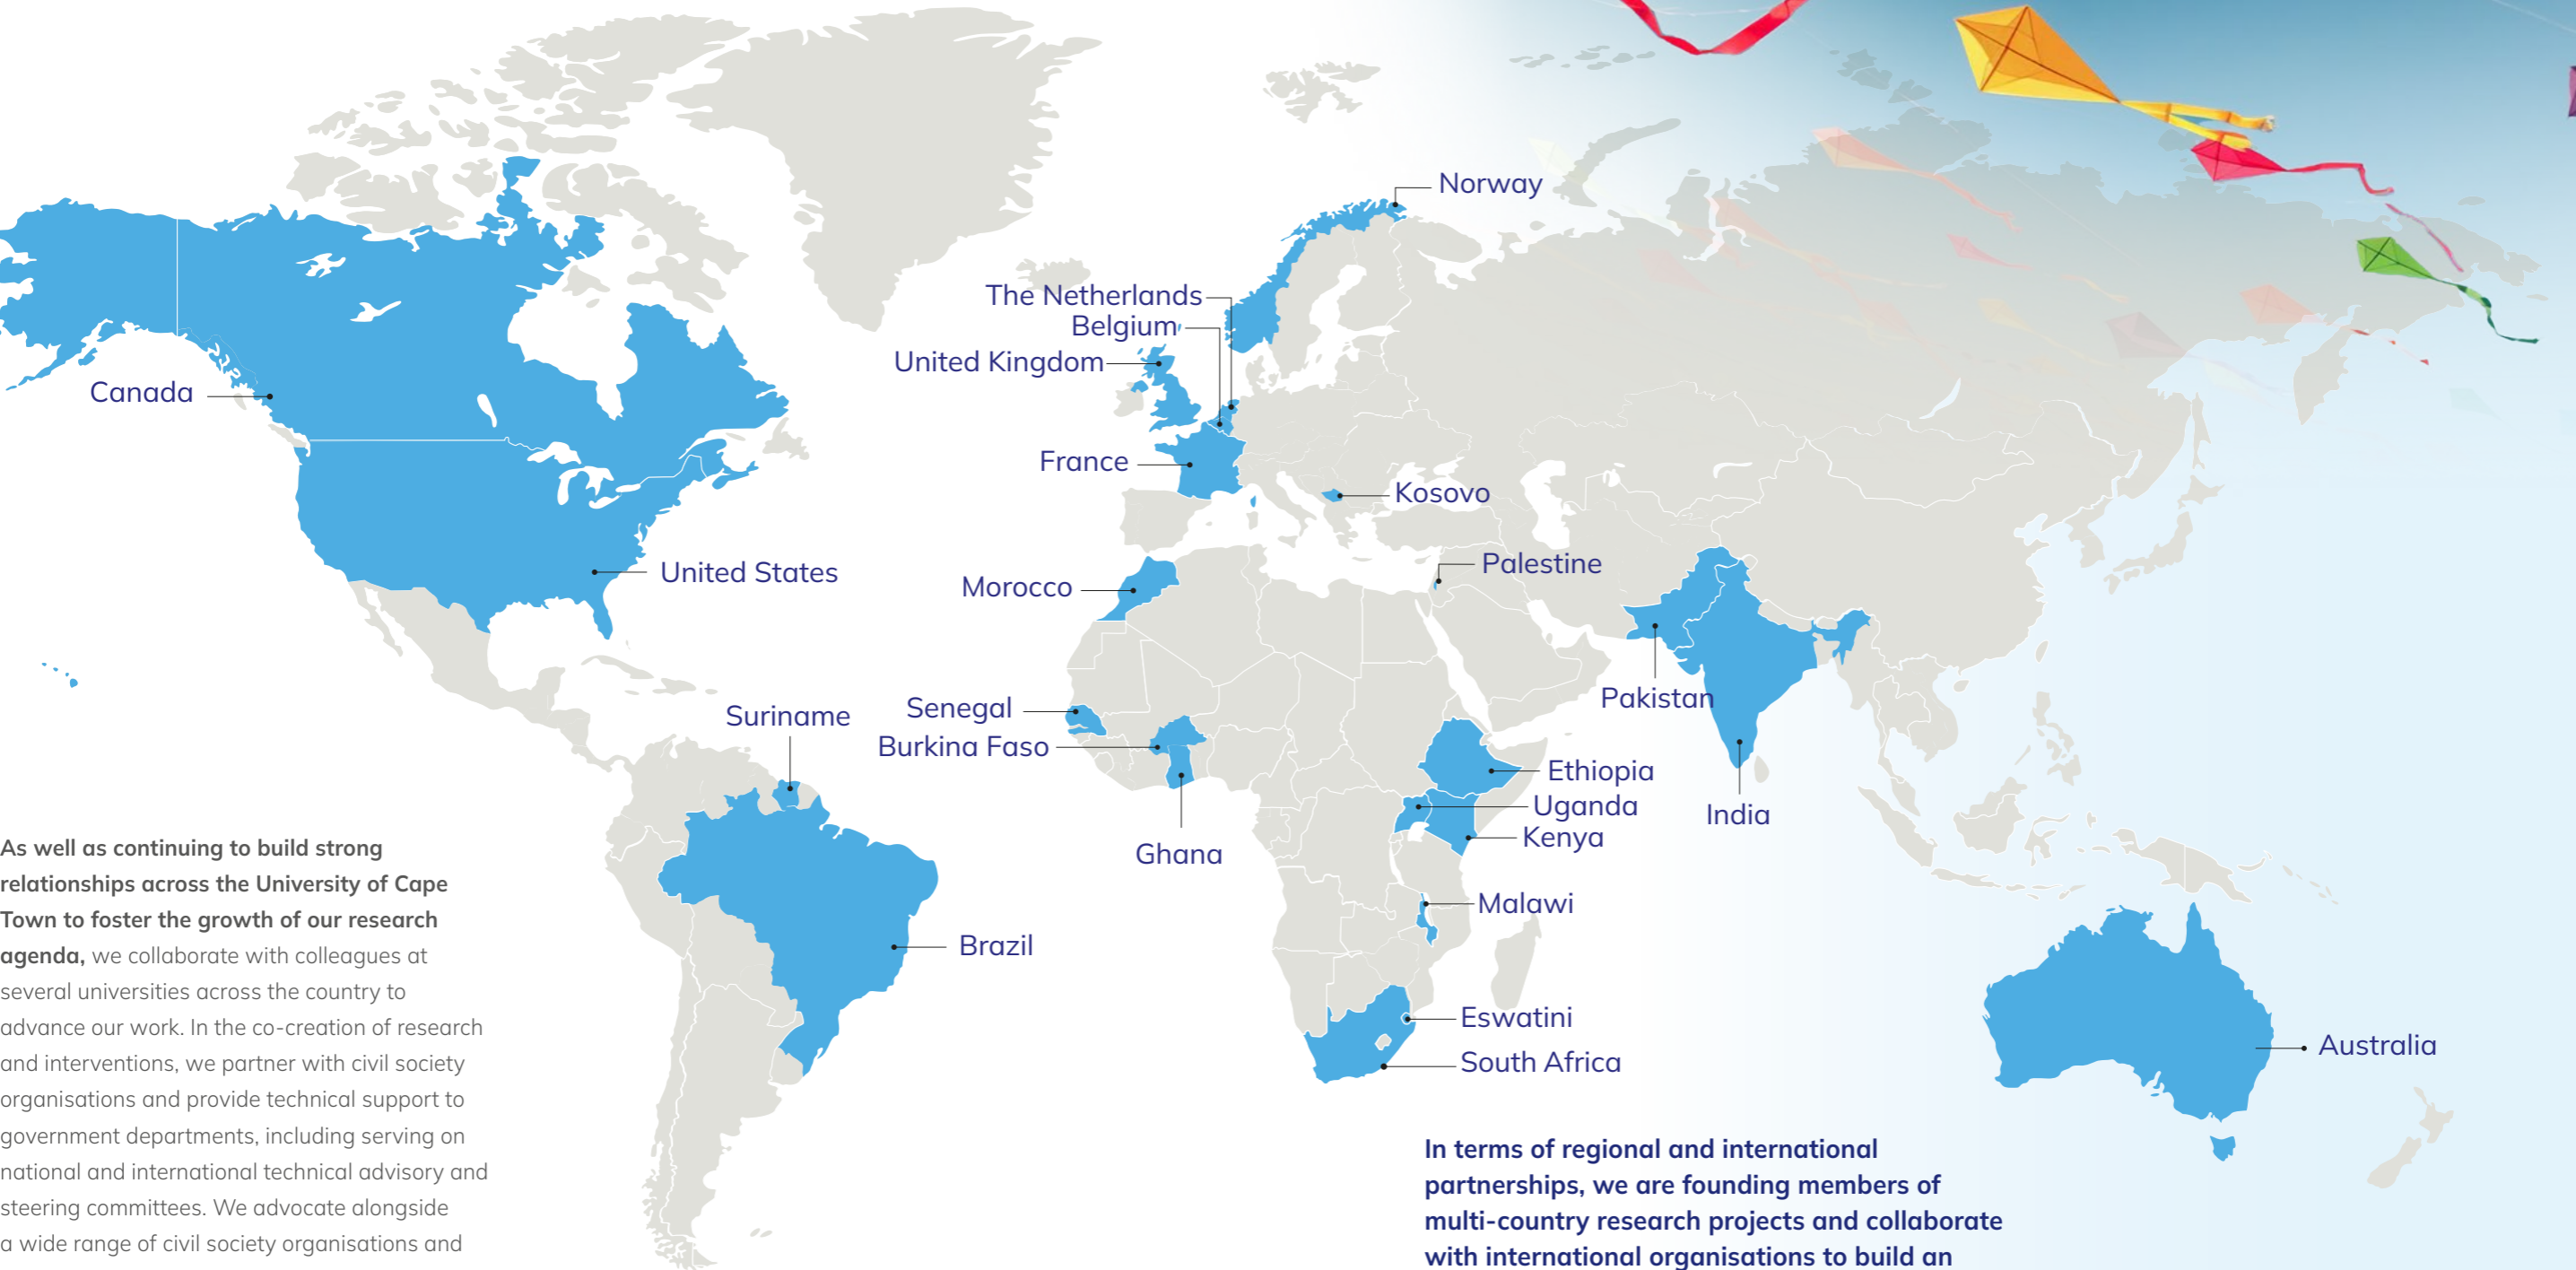 Norway
The Netherlands
Belgium
United Kingdom
Canada
France
Kosovo
United States
Palestine
Morocco
Pakistan
Senegal
Suriname
Burkina Faso
Ethiopia
Uganda
India
Kenya
Ghana
Malawi
Brazil
Eswatini
South Africa
Australia
As well as continuing to build strong
relationships across the University of Cape
Town to foster the growth of our research
agenda, we collaborate with colleagues at
several universities across the country to
advance our work. In the co-creation of research
and interventions, we partner with civil society
organisations and provide technical support to
government departments, including serving on
national and international technical advisory and
steering committees. We advocate alongside
a wide range of civil society organisations and
In terms of regional and international
partnerships, we are founding members of
multi-country research projects and collaborate
with international organisations to build an